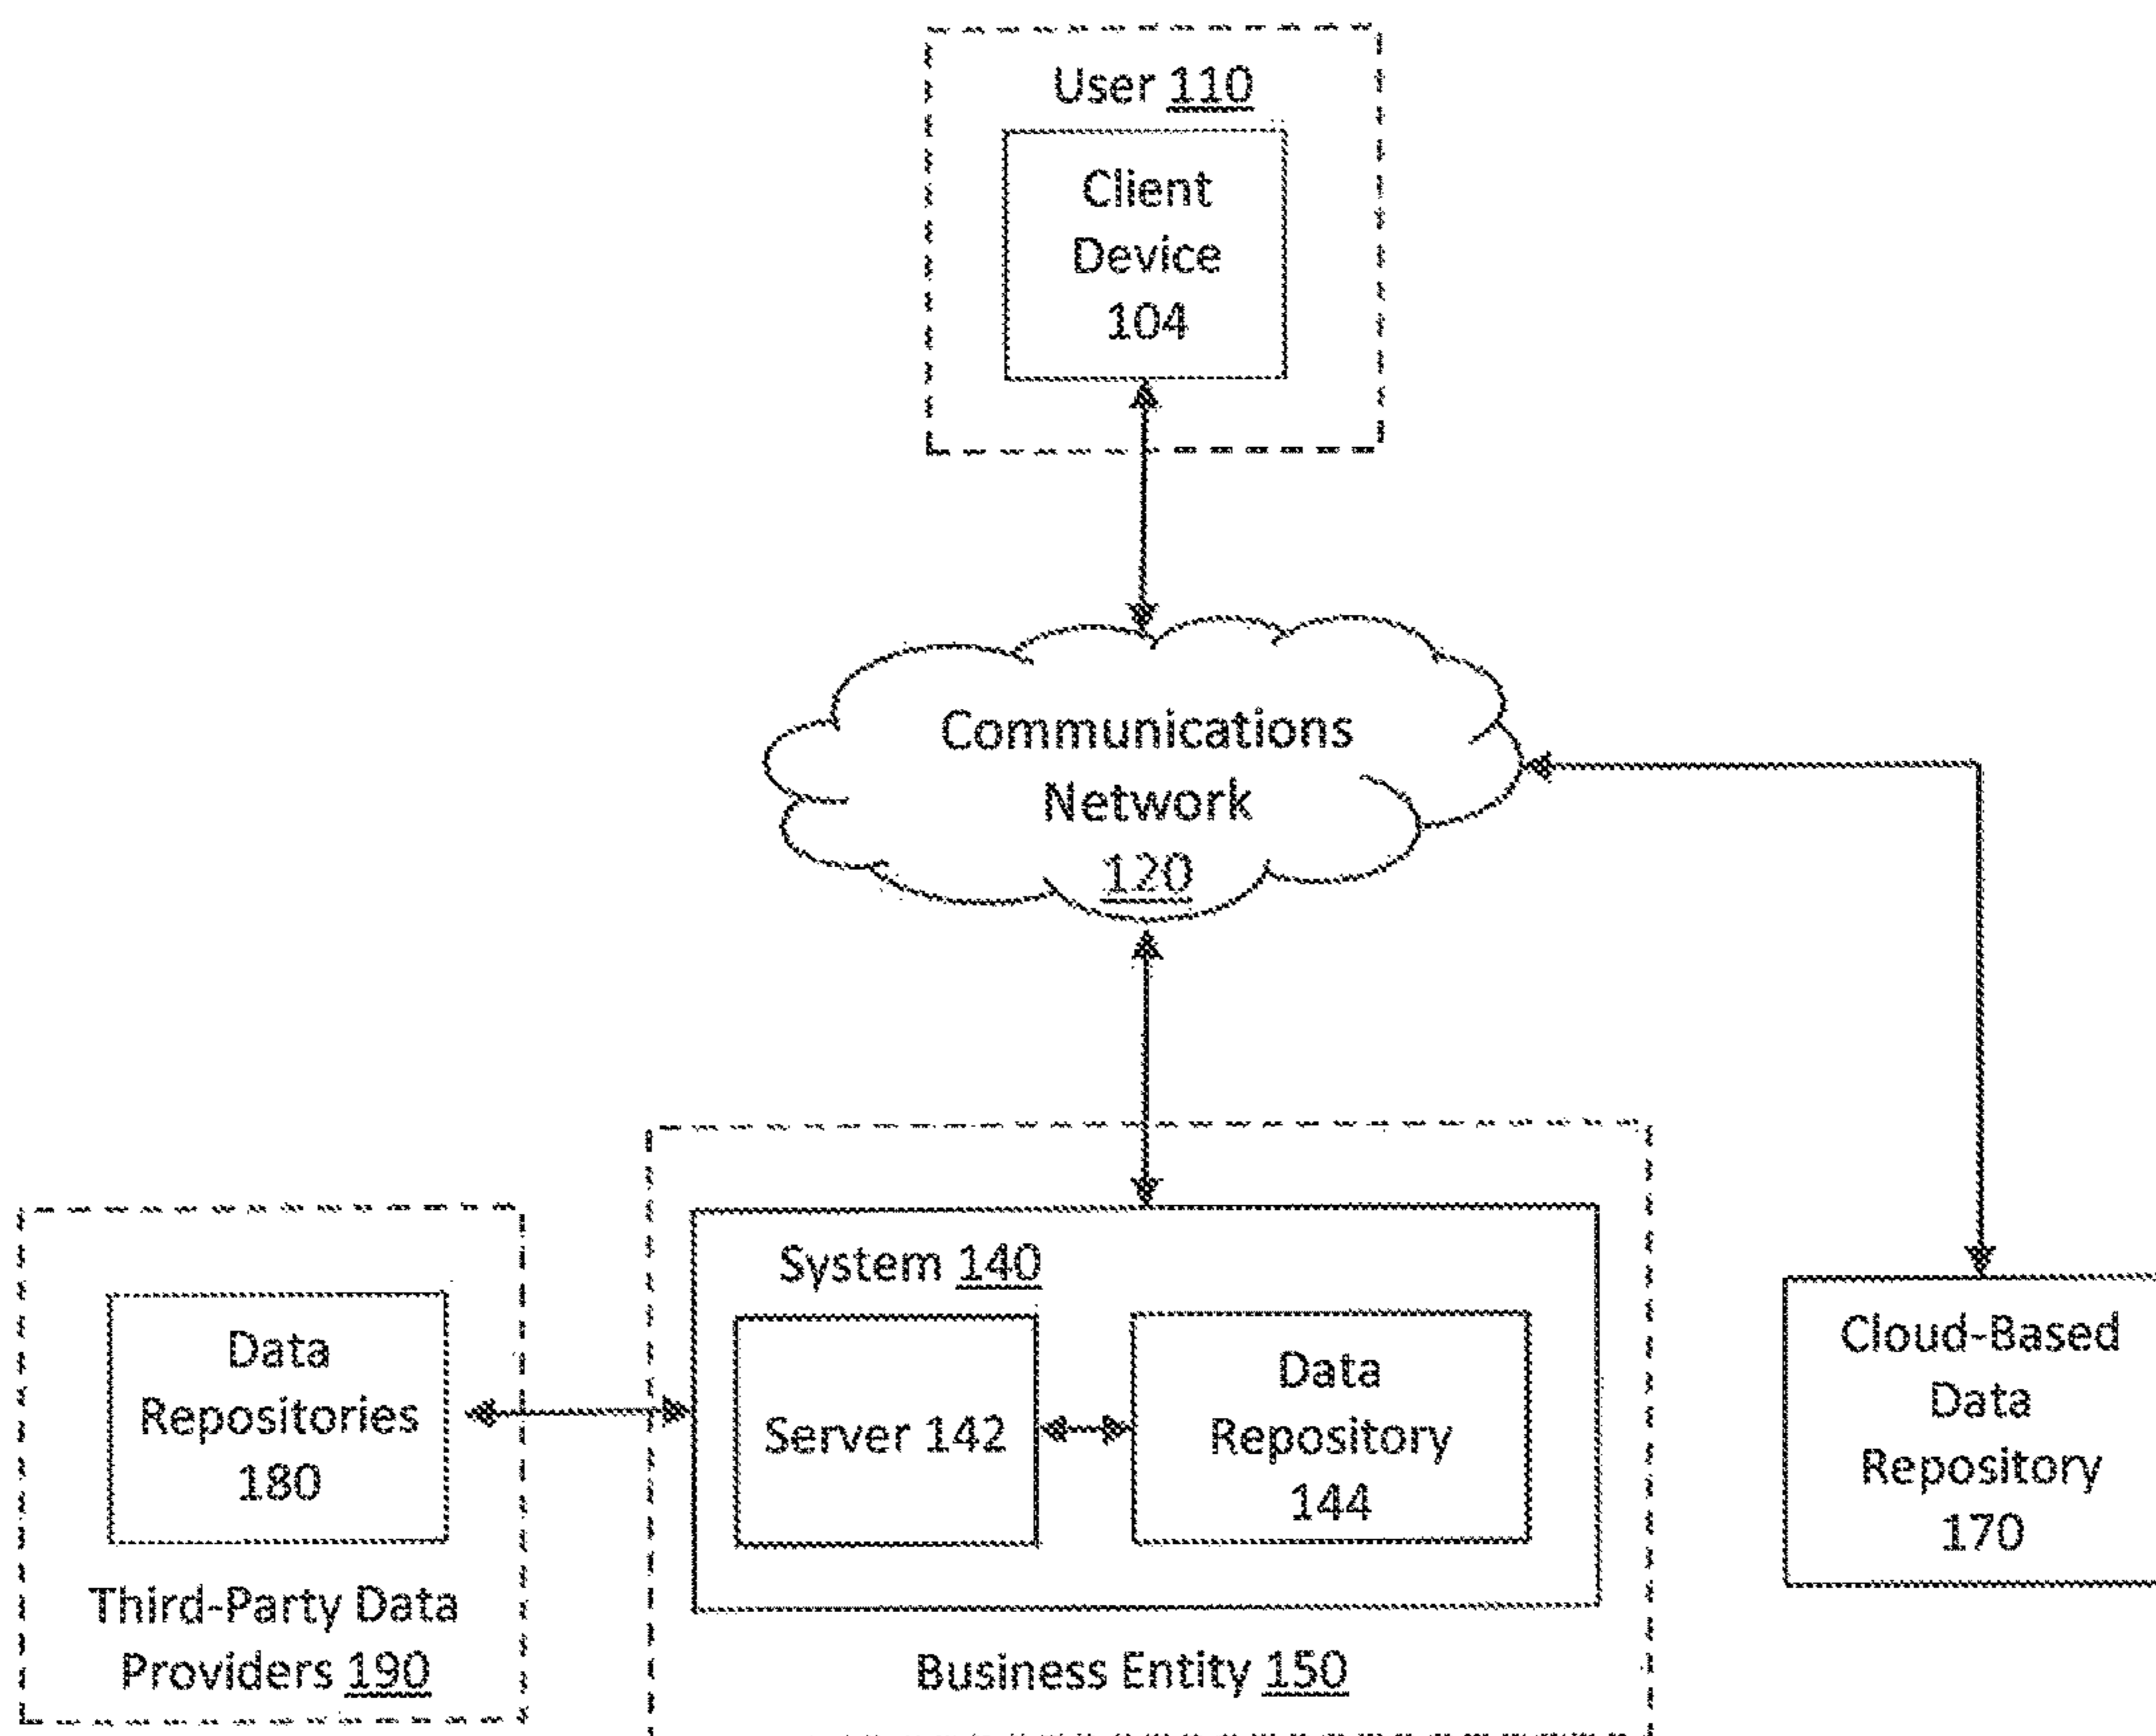 User 110
Client
Device
104
Communications
Network
120
System 140
Server 142
Data
Repository
144
Business Entity 150
Data
Repositories
180
Third-Party Data
Providers 190
Cloud-Based
Data
Repository
170